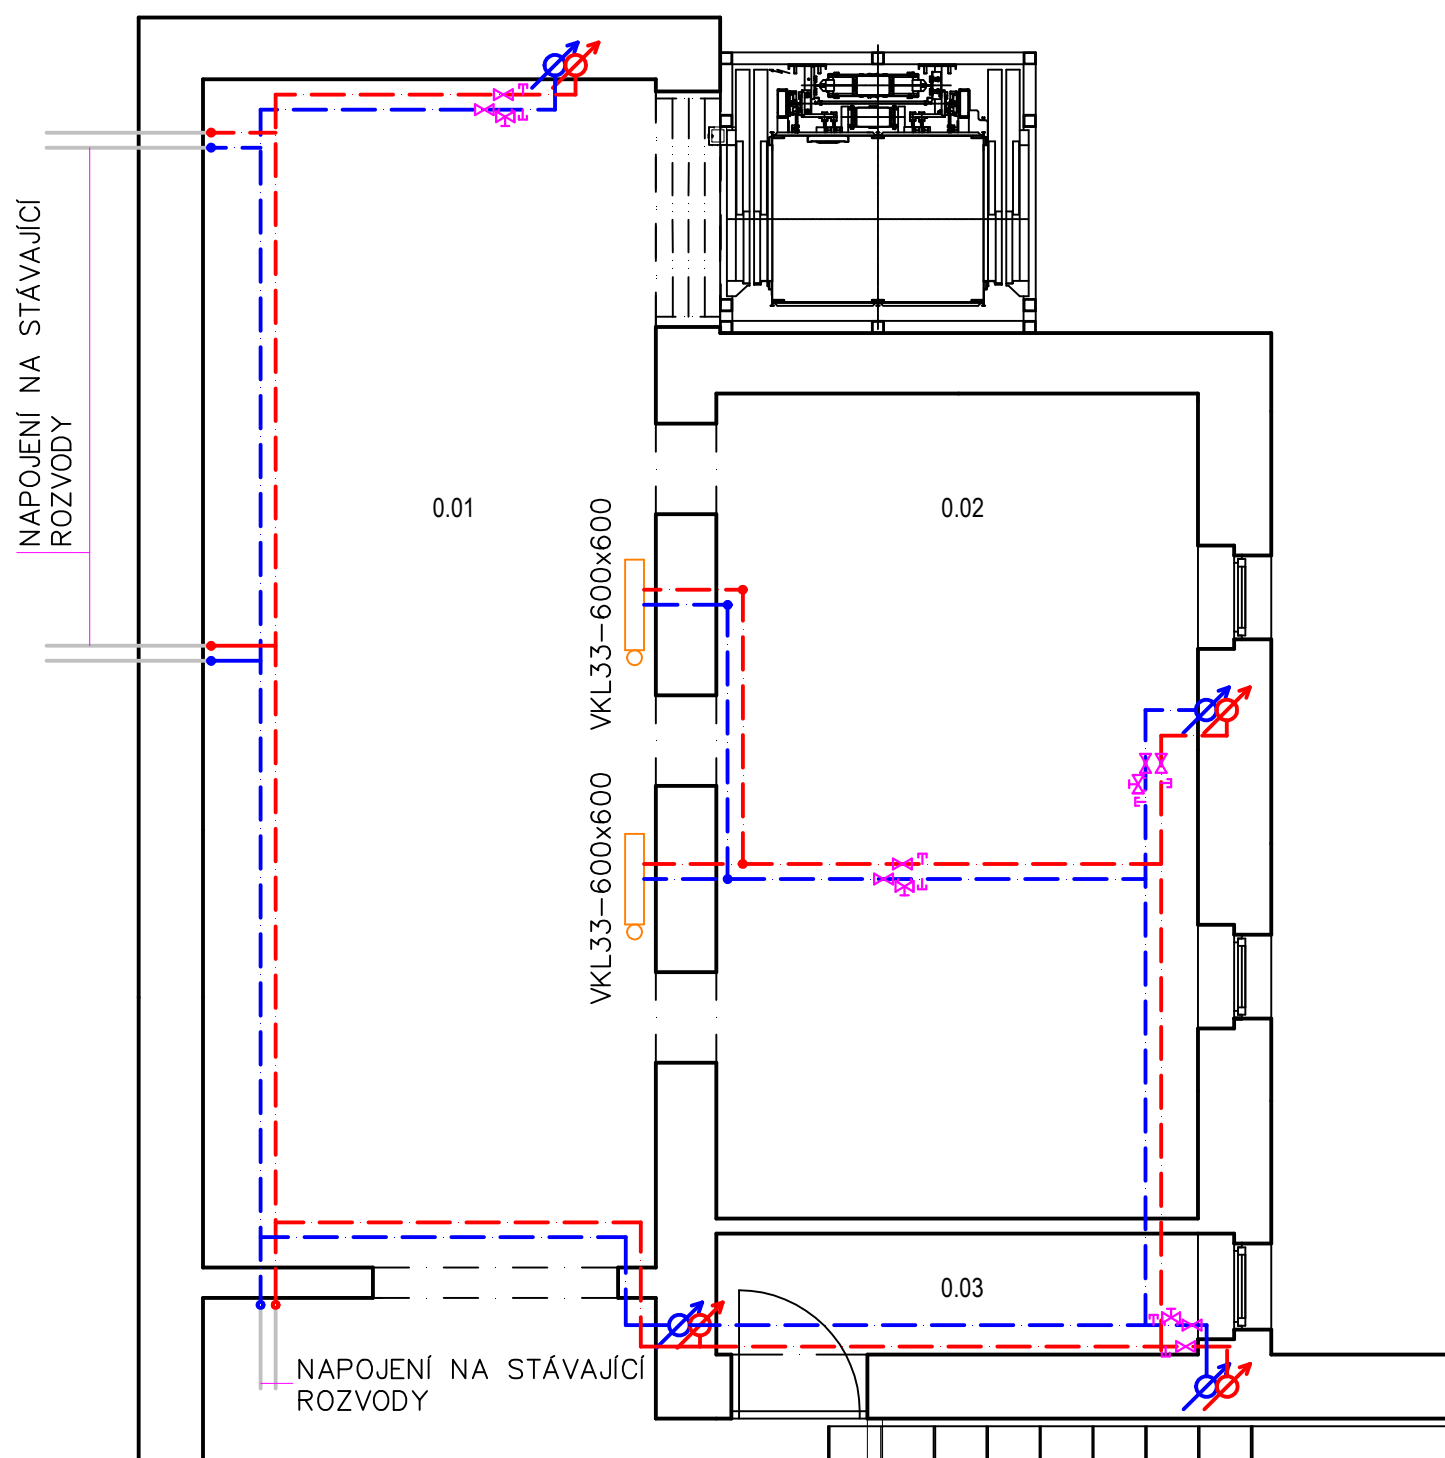 NAPOJENÍ NA STÁVAJÍCÍ
ROZVODY
0.01
0.02
VKL33-600x600
VKL33-600x600
0.03
NAPOJENÍ NA STÁVAJÍCÍ
ROZVODY